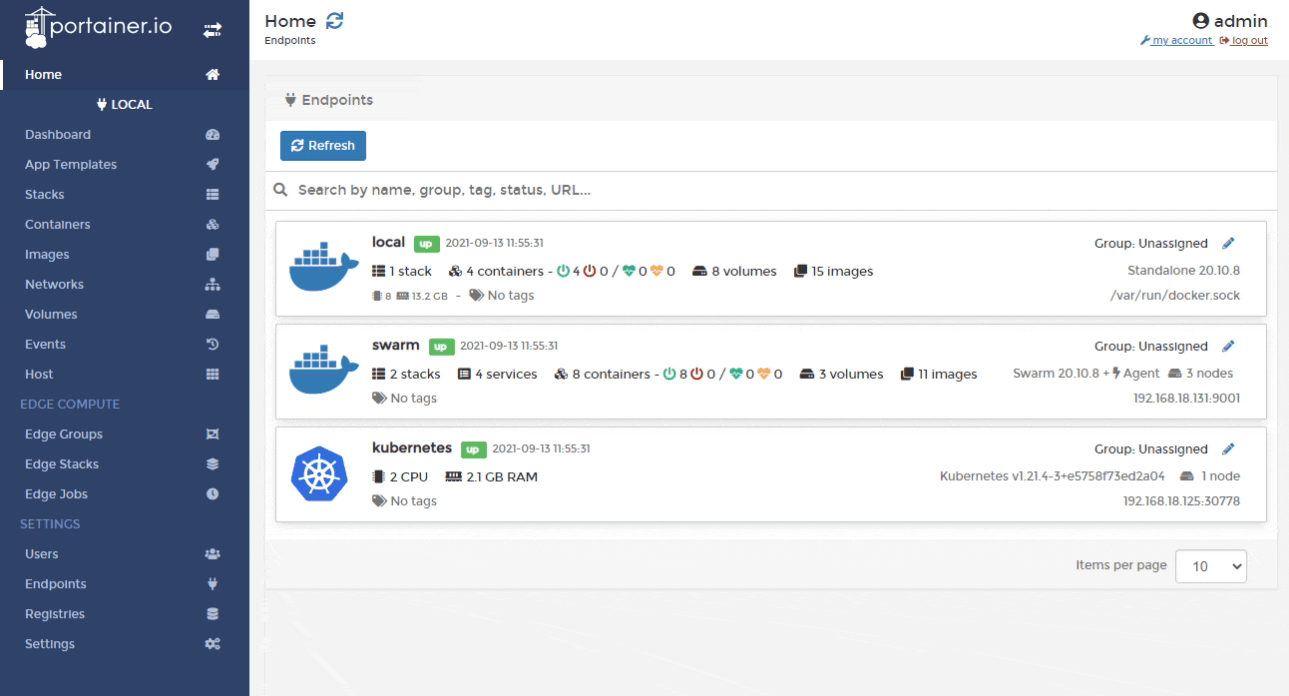 portainer.io
Home
LOCAL
Dashboard
App Templates
Stacks
Containers
Images
Networks
Volumes
Events
Host
EDGE COMPUTE
Edge Groups
Edge Stacks
Edge Jobs
SETTINGS
Users
Endpoints
Registries
Settings
Home
Endpoints
admin
my account log out
Endpoints
Refresh
Search by name, group, tag, status, URL...
local up 2021-09-13 11:55:31 Group: Unassigned
1 stack 4 containers - 4 0 / 0 0 8 volumes 15 images Standalone 20.10.8
8 13.2 GB - No tags /var/run/docker.sock
swarm up 2021-09-13 11:55:31 Group: Unassigned
2 stacks 4 services 8 containers - 8 0 / 0 0 3 volumes 11 images Swarm 20.10.8 + Agent 3 nodes
No tags 192.168.18.131:9001
kubernetes up 2021-09-13 11:55:31 Group: Unassigned
2 CPU 2.1 GB RAM Kubernetes v1.21.4-3+e5758f73ed2a04 1 node
No tags 192.168.18.125:30778
Items per page 10